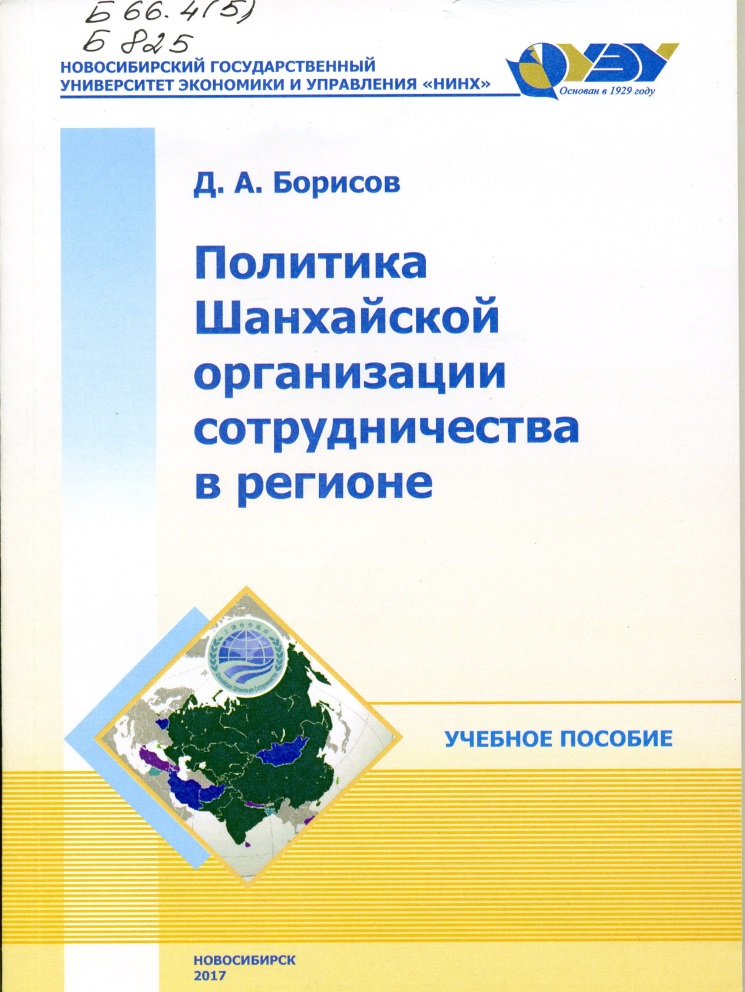 Б 66.4(5)
Б 825
НОВОСИБИРСКИЙ ГОСУДАРСТВЕННЫЙ
УНИВЕРСИТЕТ ЭКОНОМИКИ И УПРАВЛЕНИЯ «НИНХ»
УЭУ
Основан в 1929 году
Д. А. Борисов
Политика
Шанхайской
организации
сотрудничества
в регионе
УЧЕБНОЕ ПОСОБИЕ
НОВОСИБИРСК
2017